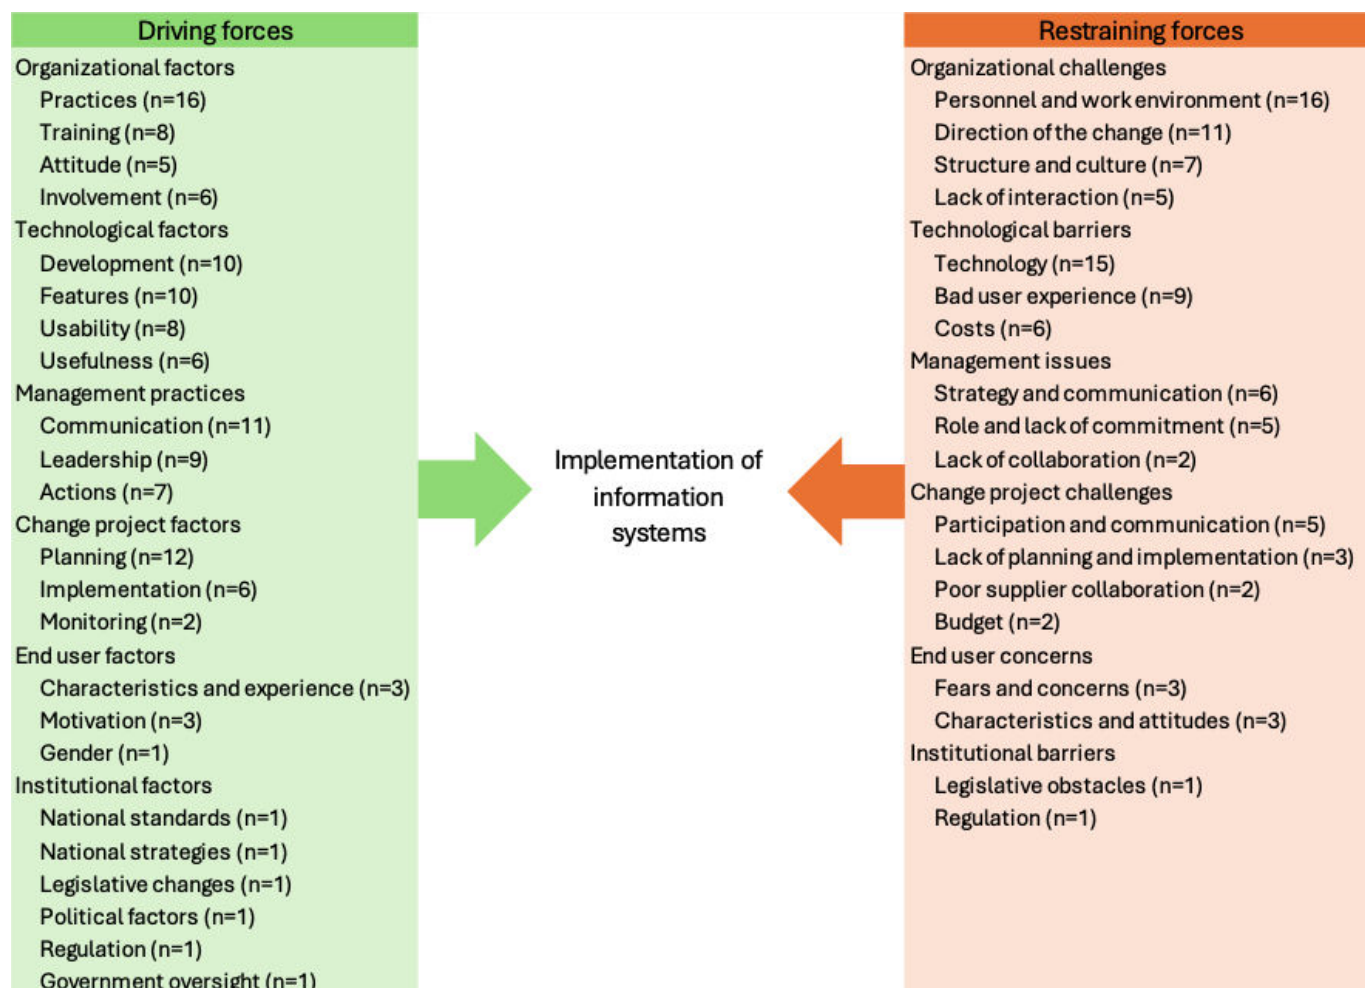 Driving forces
Organizational factors
Practices (n=16)
Training (n=8)
Attitude (n=5)
Involvement (n=6)
Technological factors
Development (n=10)
Features (n=10)
Usability (n=8)
Usefulness (n=6)
Management practices
Communication (n=11)
Leadership (n=9)
Actions (n=7)
Change project factors
Planning (n=12)
Implementation (n=6)
Monitoring (n=2)
End user factors
Characteristics and experience (n=3)
Motivation (n=3)
Gender (n=1)
Institutional factors
National standards (n=1)
National strategies (n=1)
Legislative changes (n=1)
Political factors (n=1)
Regulation (n=1)
Government oversight (n=1)
Implementation of
information
systems
Restraining forces
Organizational challenges
Personnel and work environment (n=16)
Direction of the change (n=11)
Structure and culture (n=7)
Lack of interaction (n=5)
Technological barriers
Technology (n=15)
Bad user experience (n=9)
Costs (n=6)
Management issues
Strategy and communication (n=6)
Role and lack of commitment (n=5)
Lack of collaboration (n=2)
Change project challenges
Participation and communication (n=5)
Lack of planning and implementation (n=3)
Poor supplier collaboration (n=2)
Budget (n=2)
End user concerns
Fears and concerns (n=3)
Characteristics and attitudes (n=3)
Institutional barriers
Legislative obstacles (n=1)
Regulation (n=1)